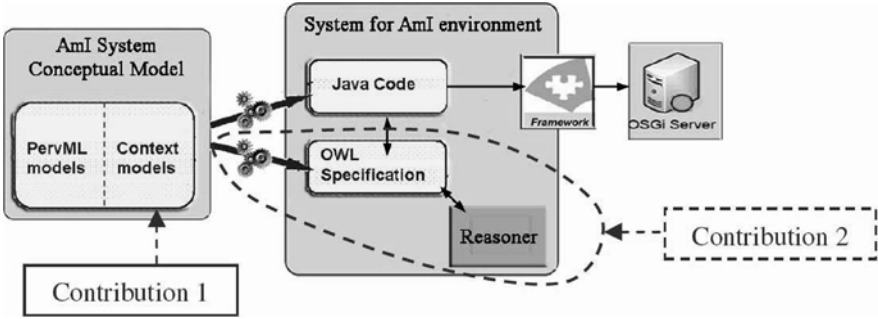 AmI System
Conceptual Model
PervML
models
Context
models
Contribution 1
System for AmI environment
Java Code
OWL
Specification
Reasoner
Framework
OSGi Server
Contribution 2